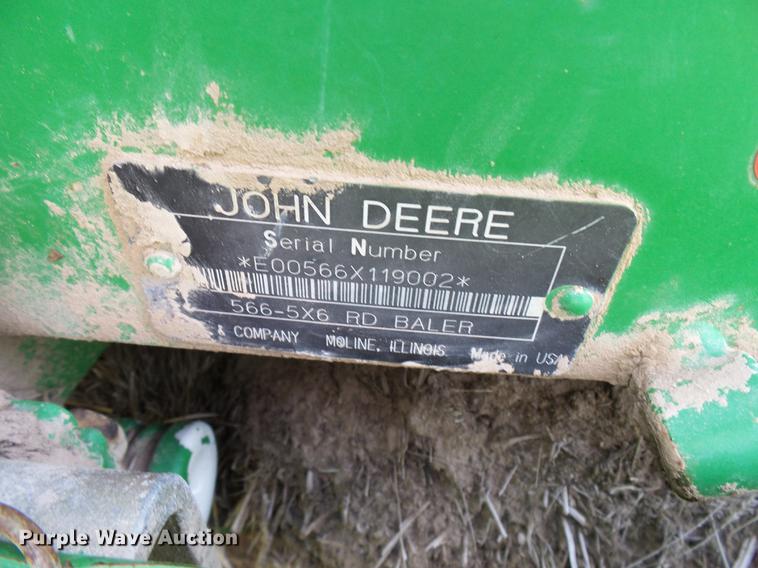 JOHN DEERE
Serial Number
*E00566X119002*
566-5X6 RD BALER
& COMPANY MOLINE, ILLINOIS Made in USA
Purple Wave Auction